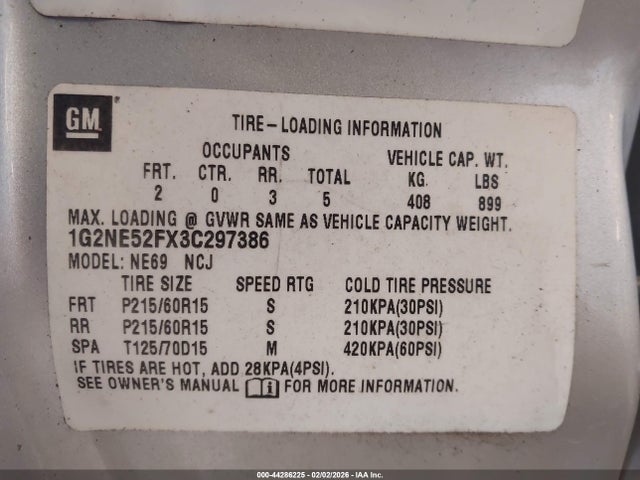 GM
TIRE-LOADING INFORMATION
OCCUPANTS VEHICLE CAP. WT.
FRT. CTR. RR. TOTAL KG LBS
2 0 3 5 408 899
MAX. LOADING @ GVWR SAME AS VEHICLE CAPACITY WEIGHT.
1G2NE52FX3C297386
MODEL: NE69 NCJ
TIRE SIZE SPEED RTG COLD TIRE PRESSURE
FRT P215/60R15 S 210KPA(30PSI)
RR P215/60R15 S 210KPA(30PSI)
SPA T125/70D15 M 420KPA(60PSI)
IF TIRES ARE HOT, ADD 28KPA(4PSI).
SEE OWNER'S MANUAL FOR MORE INFORMATION.
000-44286225 - 02/02/2026 - IAA Inc.